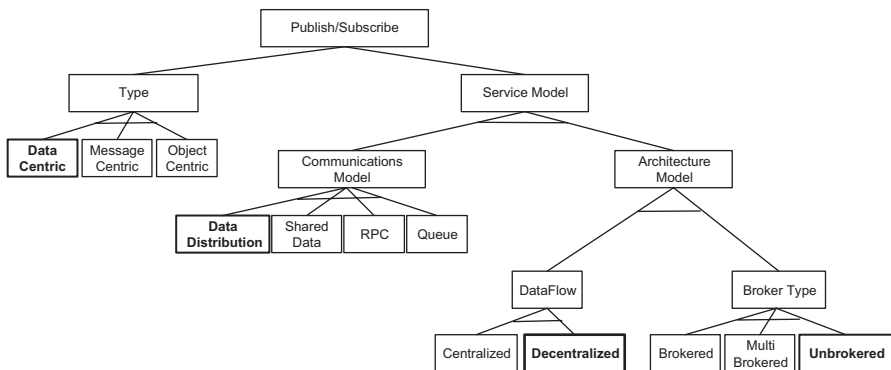 Publish/Subscribe
Type
Service Model
Data
Centric
Message
Centric
Object
Centric
Communications
Model
Architecture
Model
Data
Distribution
Shared
Data
RPC
Queue
DataFlow
Broker Type
Centralized
Decentralized
Brokered
Multi
Brokered
Unbrokered